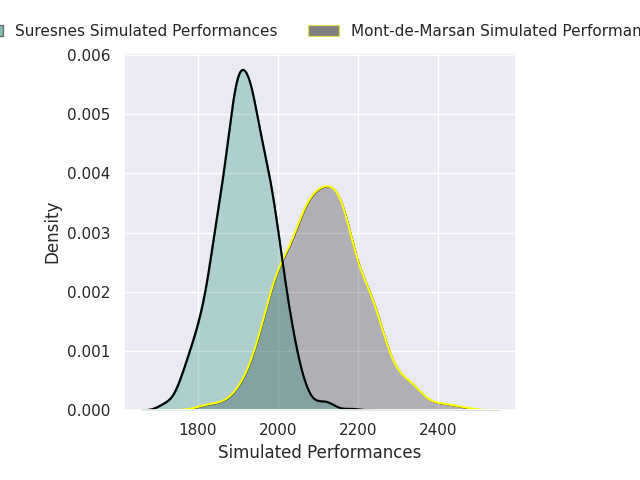 Suresnes Simulated Performances
Mont-de-Marsan Simulated
0.006
0.005
0.004
0.003
0.002
0.001
0.000
Density
1800 2000 2200 2400
Simulated Performances